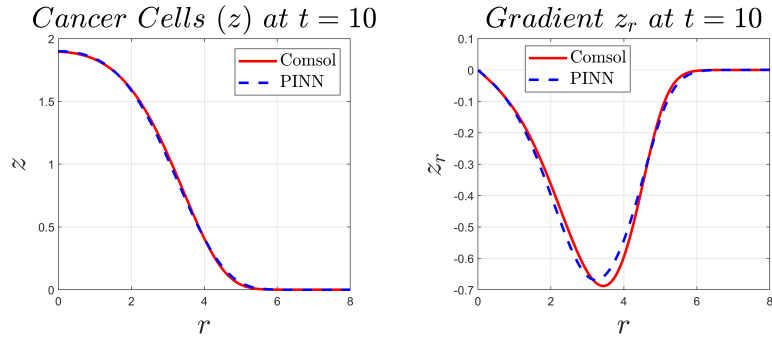 Cancer Cells (z) at t = 10
2
1.5
1
0.5
0
0 2 4 6 8
z
r
Comsol
PINN
Gradient z_r at t = 10
0.1
0
-0.1
-0.2
-0.3
-0.4
-0.5
-0.6
-0.7
0 2 4 6 8
z_r
r
Comsol
PINN